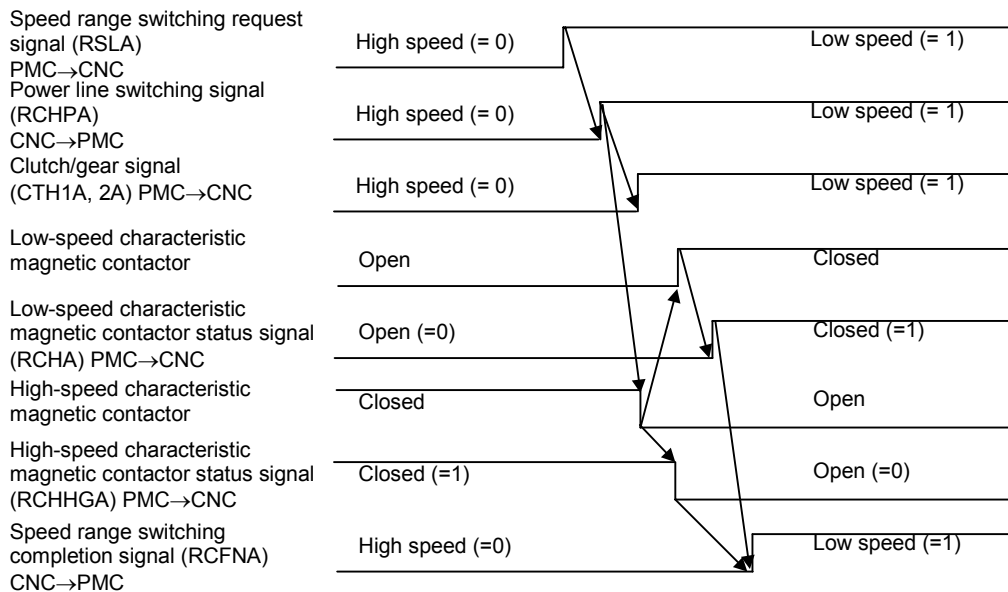 Speed range switching request
signal (RSLA)
PMC→CNC
High speed (= 0)
Low speed (= 1)
Power line switching signal
(RCHPA)
CNC→PMC
High speed (= 0)
Low speed (= 1)
Clutch/gear signal
(CTH1A, 2A) PMC→CNC
High speed (= 0)
Low speed (= 1)
Low-speed characteristic
magnetic contactor
Open
Closed
Low-speed characteristic
magnetic contactor status signal
(RCHA) PMC→CNC
Open (=0)
Closed (=1)
High-speed characteristic
magnetic contactor
Closed
Open
High-speed characteristic
magnetic contactor status signal
(RCHHGA) PMC→CNC
Closed (=1)
Open (=0)
Speed range switching
completion signal (RCFNA)
CNC→PMC
High speed (=0)
Low speed (=1)